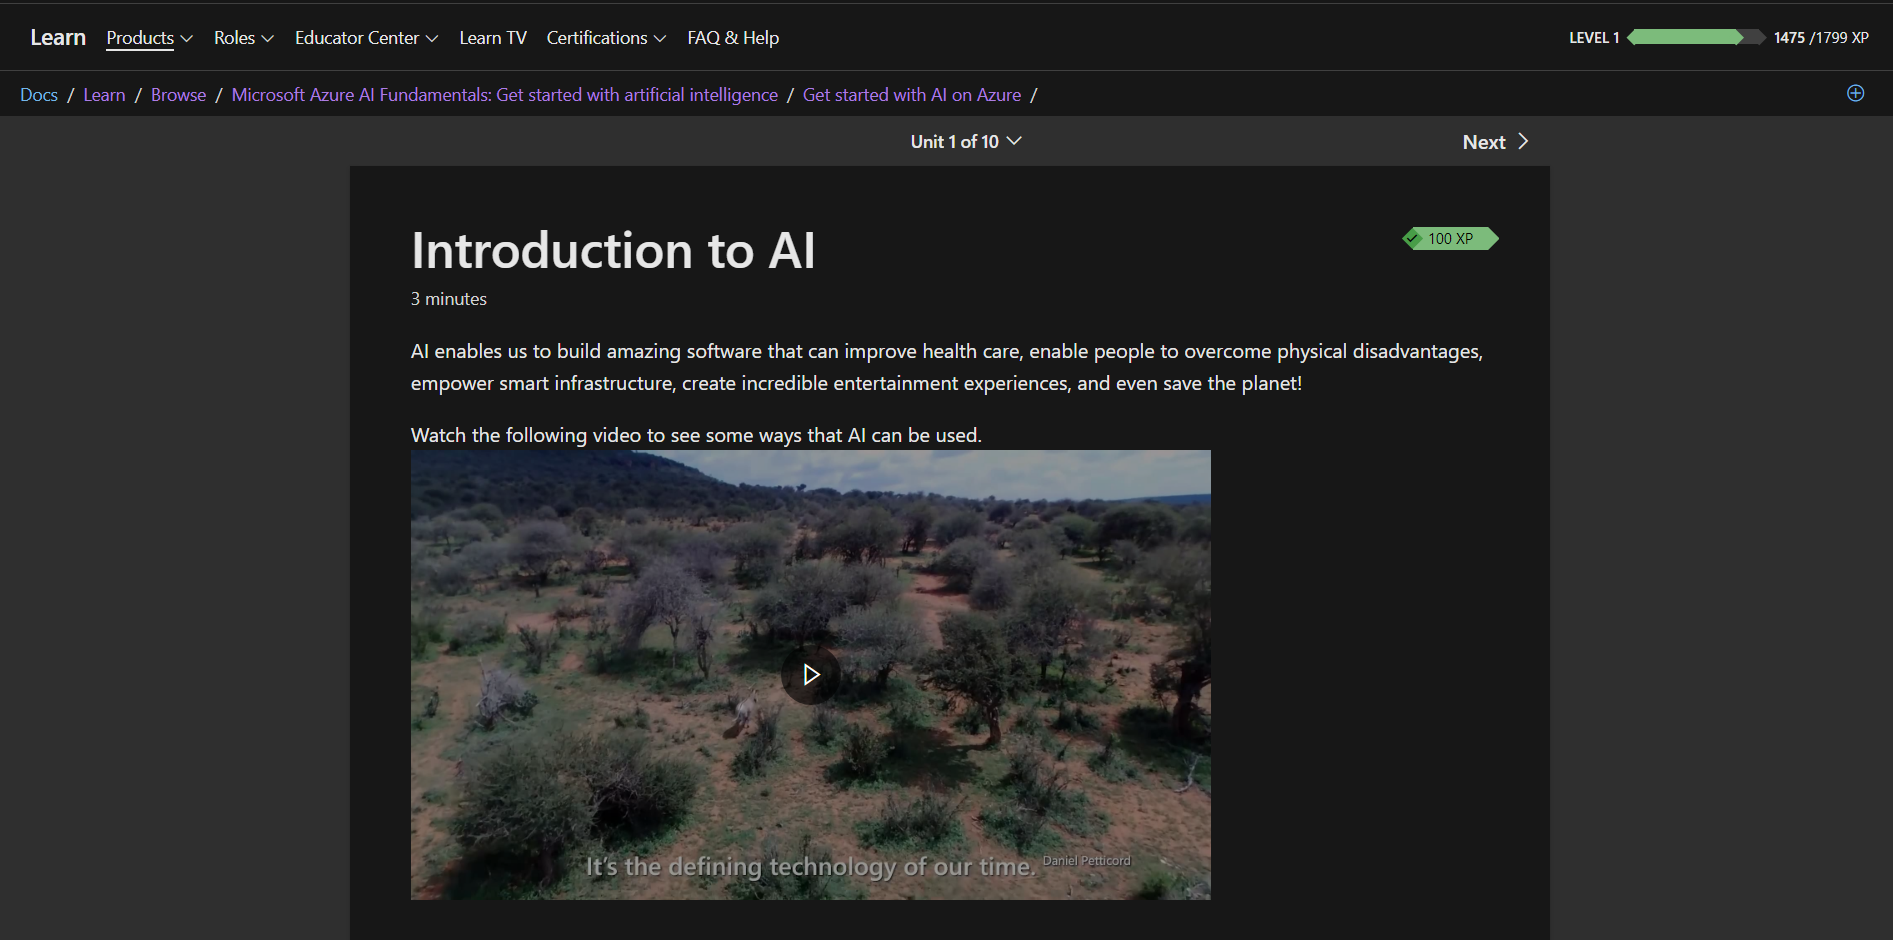 Learn Products Roles Educator Center Learn TV Certifications FAQ & Help LEVEL 1 1475 /1799 XP
Docs / Learn / Browse / Microsoft Azure AI Fundamentals: Get started with artificial intelligence / Get started with AI on Azure /
Unit 1 of 10 Next
Introduction to AI
100 XP
3 minutes
AI enables us to build amazing software that can improve health care, enable people to overcome physical disadvantages,
empower smart infrastructure, create incredible entertainment experiences, and even save the planet!
Watch the following video to see some ways that AI can be used.
It's the defining technology of our time. Daniel Petticord